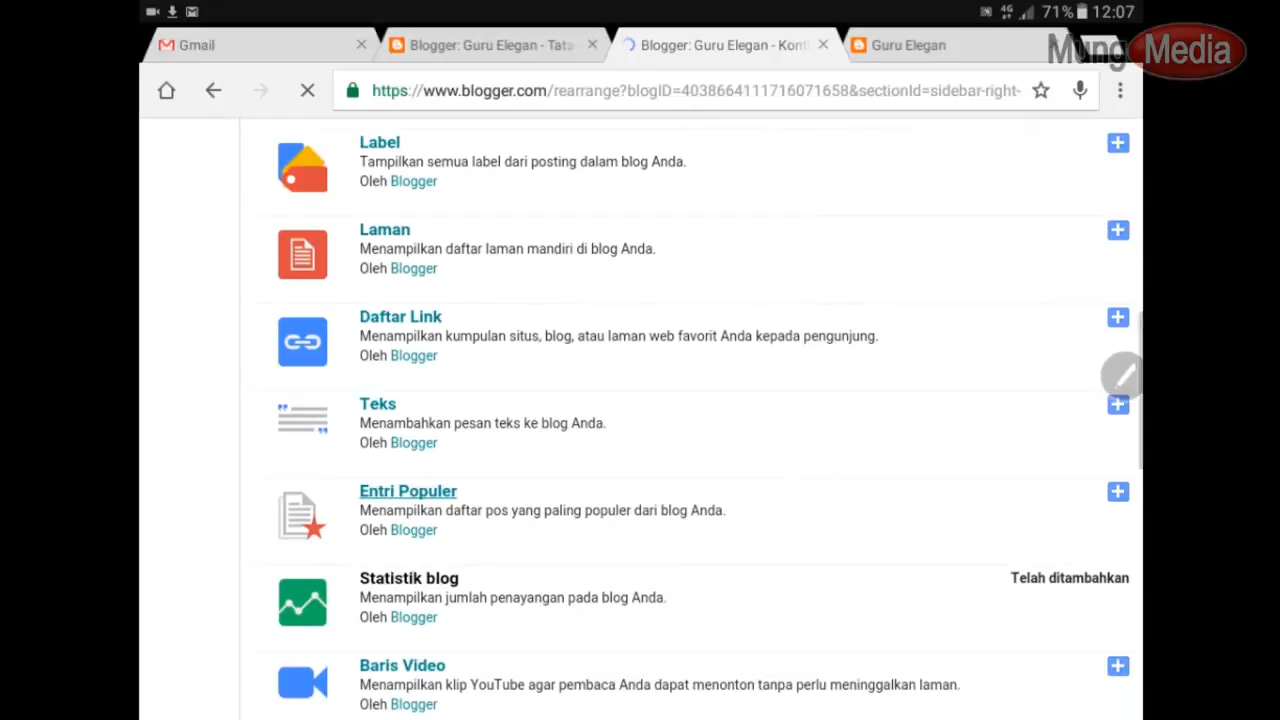 4G 71% 12:07
Gmail
Blogger: Guru Elegan - Tata
Blogger: Guru Elegan - Konf
Guru Elegan
Mung Media
https://www.blogger.com/rearrange?blogID=4038664111716071658&sectionId=sidebar-right-
Label
Tampilkan semua label dari posting dalam blog Anda.
Oleh Blogger
Laman
Menampilkan daftar laman mandiri di blog Anda.
Oleh Blogger
Daftar Link
Menampilkan kumpulan situs, blog, atau laman web favorit Anda kepada pengunjung.
Oleh Blogger
Teks
Menambahkan pesan teks ke blog Anda.
Oleh Blogger
Entri Populer
Menampilkan daftar pos yang paling populer dari blog Anda.
Oleh Blogger
Statistik blog
Telah ditambahkan
Menampilkan jumlah penayangan pada blog Anda.
Oleh Blogger
Baris Video
Menampilkan klip YouTube agar pembaca Anda dapat menonton tanpa perlu meninggalkan laman.
Oleh Blogger